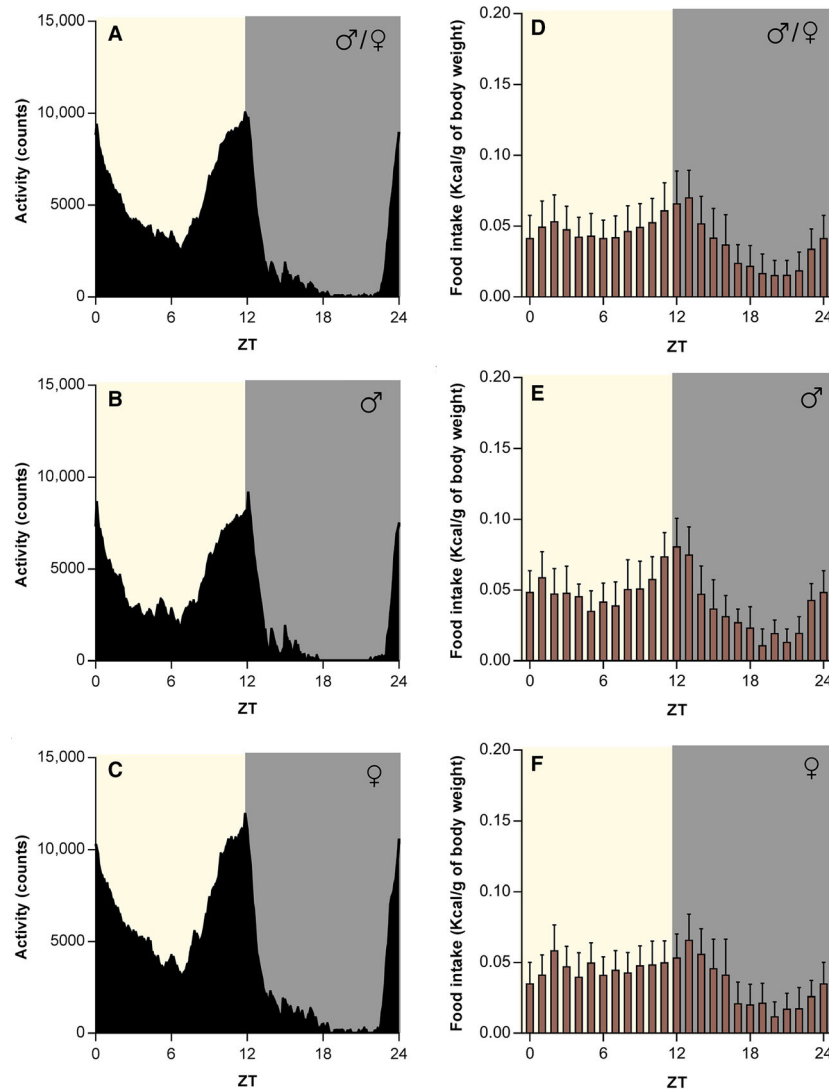 A
♂/♀
15,000
10,000
5000
0
Activity (counts)
0 6 12 18 24
ZT
D
♂/♀
0.20
0.15
0.10
0.05
0.00
Food intake (Kcal/g of body weight)
0 6 12 18 24
ZT
B
♂
15,000
10,000
5000
0
Activity (counts)
0 6 12 18 24
ZT
E
♂
0.20
0.15
0.10
0.05
0.00
Food intake (Kcal/g of body weight)
0 6 12 18 24
ZT
C
♀
15,000
10,000
5000
0
Activity (counts)
0 6 12 18 24
ZT
F
♀
0.20
0.15
0.10
0.05
0.00
Food intake (Kcal/g of body weight)
0 6 12 18 24
ZT